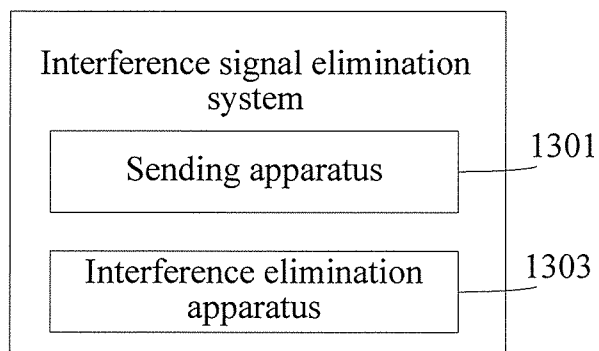 Interference signal elimination
system
Sending apparatus
1301
Interference elimination
apparatus
1303